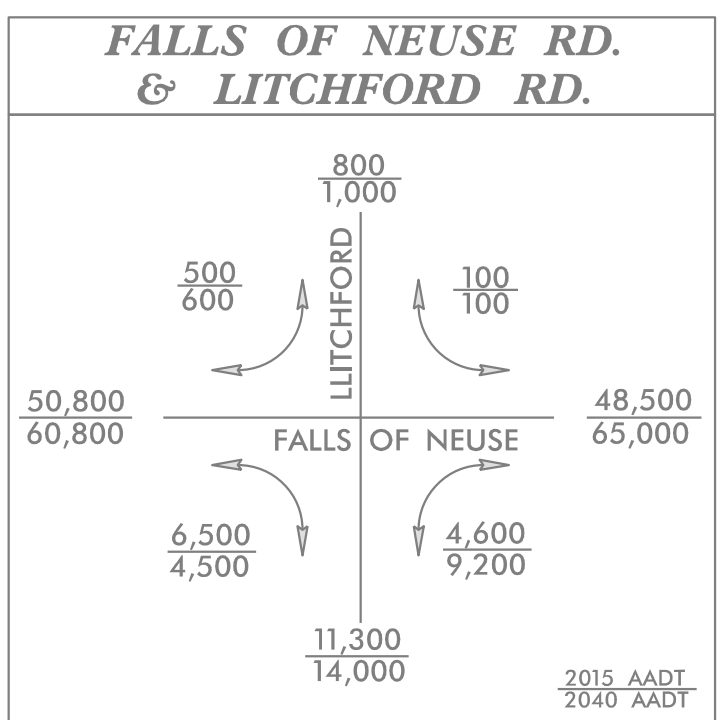 FALLS OF NEUSE RD.
& LITCHFORD RD.
800
1,000
LLITCHFORD
500
600
100
100
50,800
60,800
48,500
65,000
FALLS OF NEUSE
6,500
4,500
4,600
9,200
11,300
14,000
2015 AADT
2040 AADT